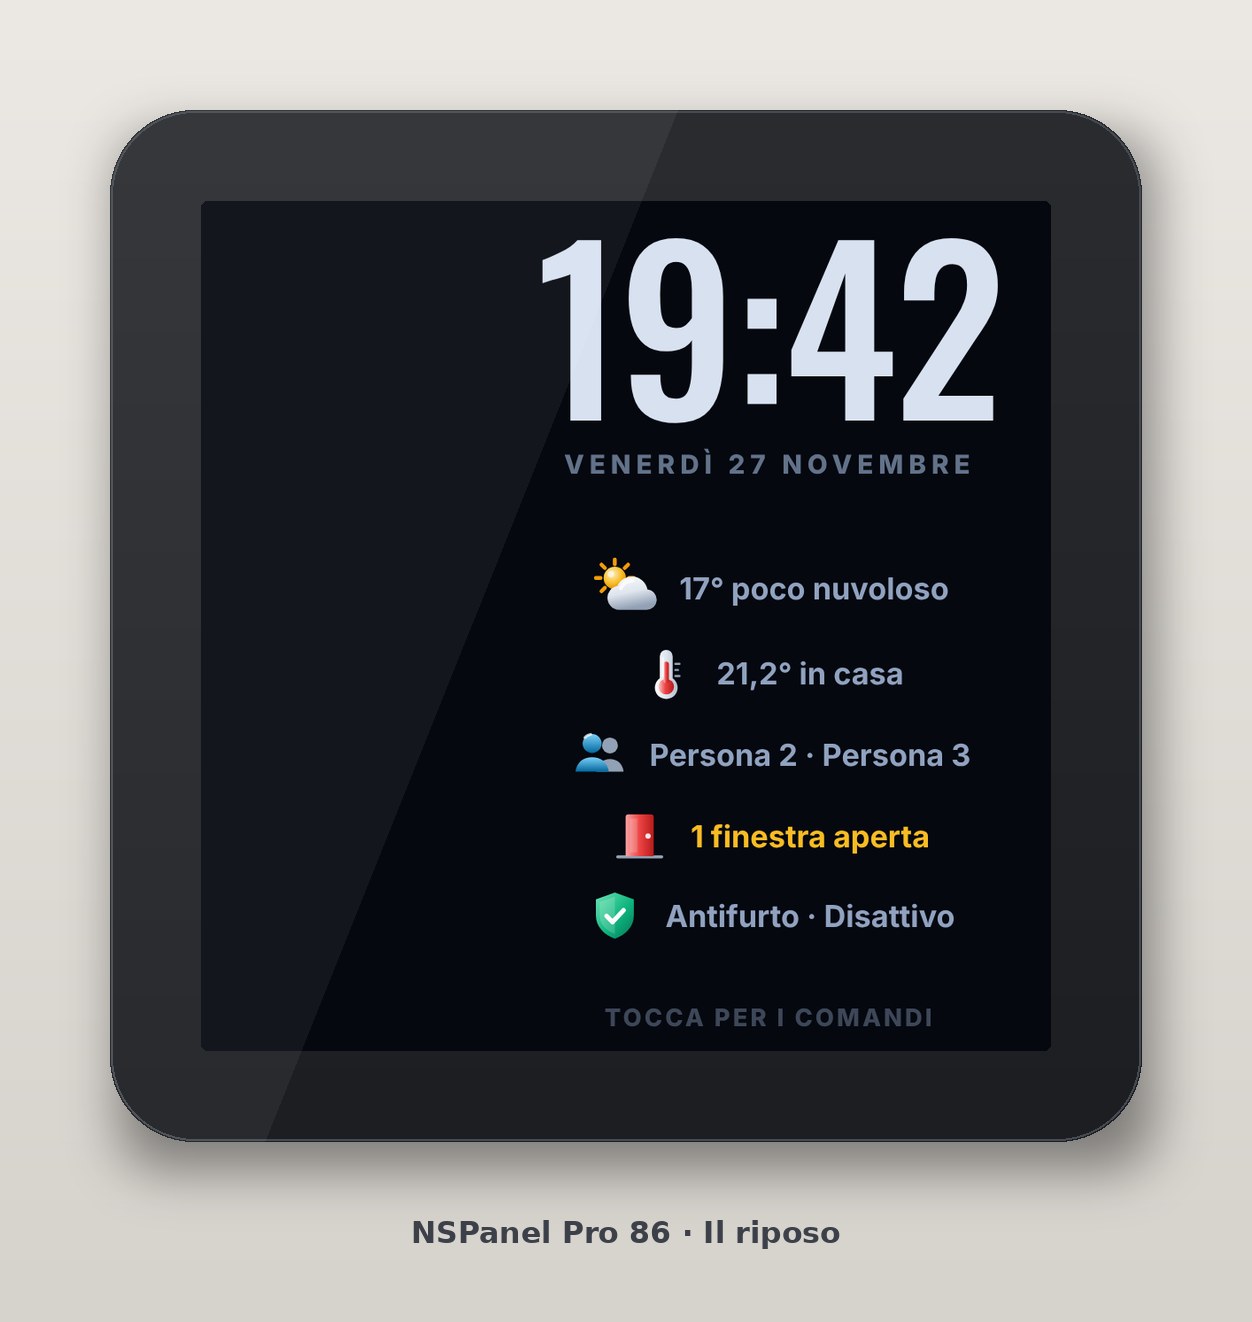 19:42
VENERDÌ 27 NOVEMBRE
17° poco nuvoloso
21,2° in casa
Persona 2 · Persona 3
1 finestra aperta
Antifurto · Disattivo
TOCCA PER I COMANDI
NSPanel Pro 86 · Il riposo